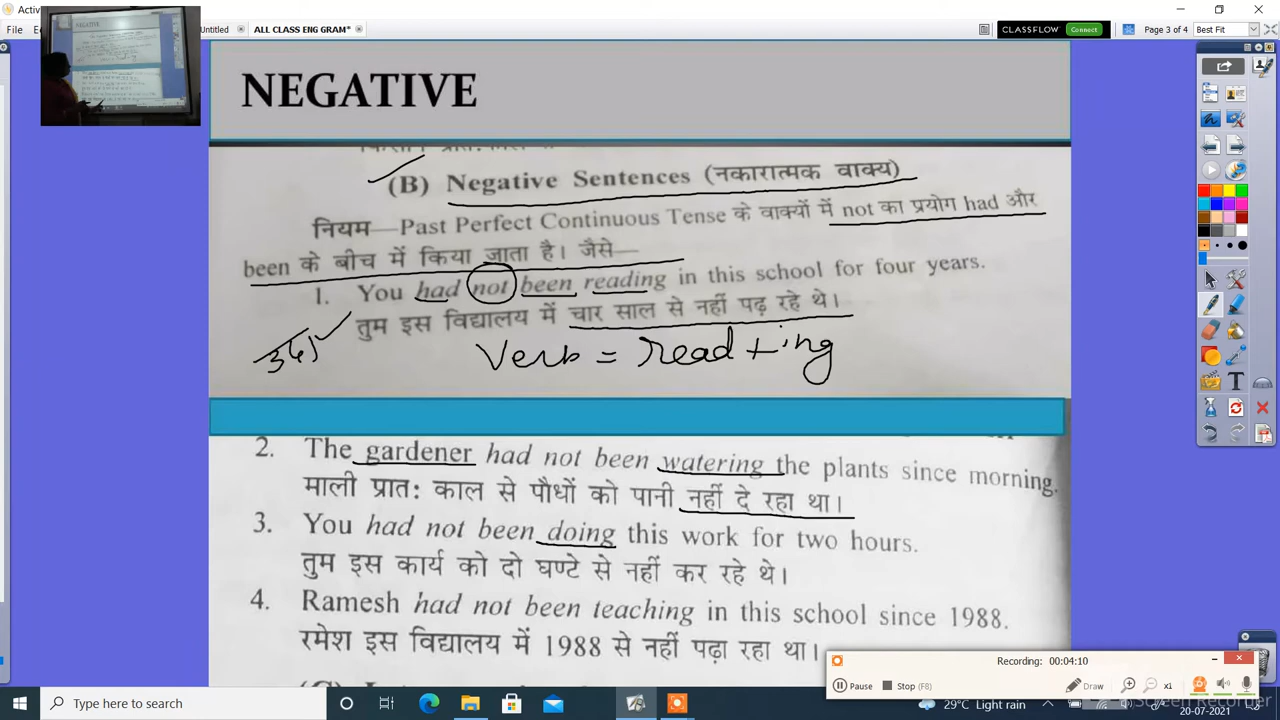 Activ
File
Untitled
ALL CLASS ENG GRAM*
CLASSFLOW
Connect
Page 3 of 4
Best Fit
NEGATIVE
NEGATIVE
(B) Negative Sentences (नकारात्मक वाक्य)
नियम—Past Perfect Continuous Tense के वाक्यों में not का प्रयोग had और
been के बीच में किया जाता है। जैसे—
1. You had not been reading in this school for four years.
तुम इस विद्यालय में चार साल से नहीं पढ़ रहे थे।
Verb = read + ing
2. The gardener had not been watering the plants since morning.
माली प्रात: काल से पौधों को पानी नहीं दे रहा था।
3. You had not been doing this work for two hours.
तुम इस कार्य को दो घण्टे से नहीं कर रहे थे।
4. Ramesh had not been teaching in this school since 1988.
रमेश इस विद्यालय में 1988 से नहीं पढ़ा रहा था।
Recording: 00:04:10
Pause
Stop (F8)
Draw
x1
Screen Recorder
Type here to search
29°C Light rain
20-07-2021